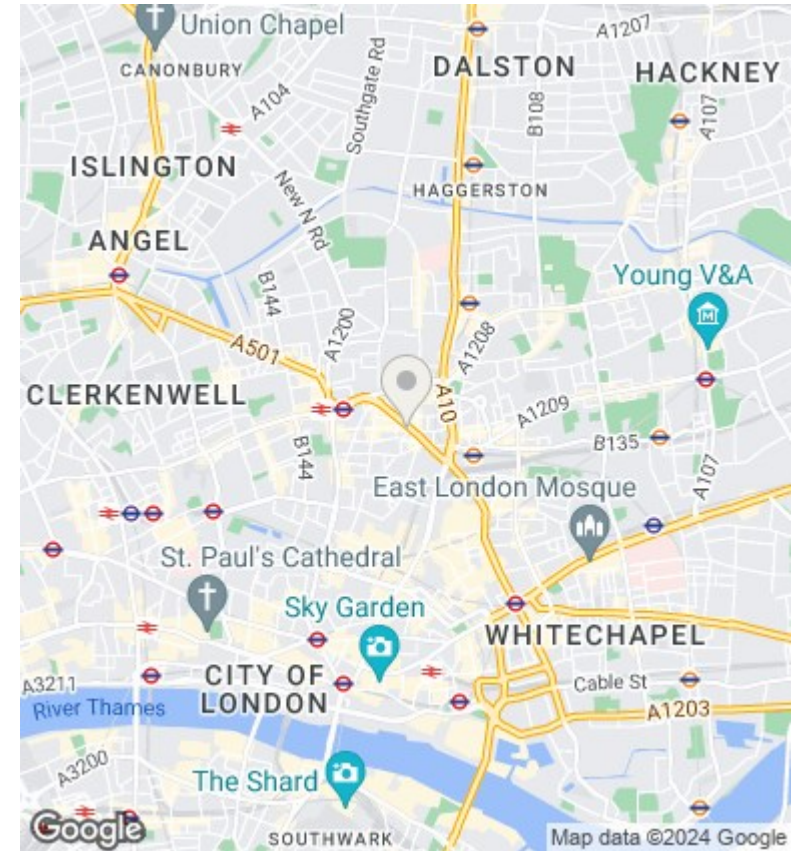 Union Chapel
CANONBURY
A1207
DALSTON
HACKNEY
A104
Southgate Rd
B108
A107
ISLINGTON
HAGGERSTON
New N Rd
ANGEL
Young V&A
B144
A1200
A1208
A501
CLERKENWELL
A10
A1209
B144
B135
A107
East London Mosque
St. Paul's Cathedral
Sky Garden
WHITECHAPEL
CITY OF
LONDON
A3211
Cable St
River Thames
A1203
A3200
The Shard
Google
SOUTHWARK
Map data ©2024 Google